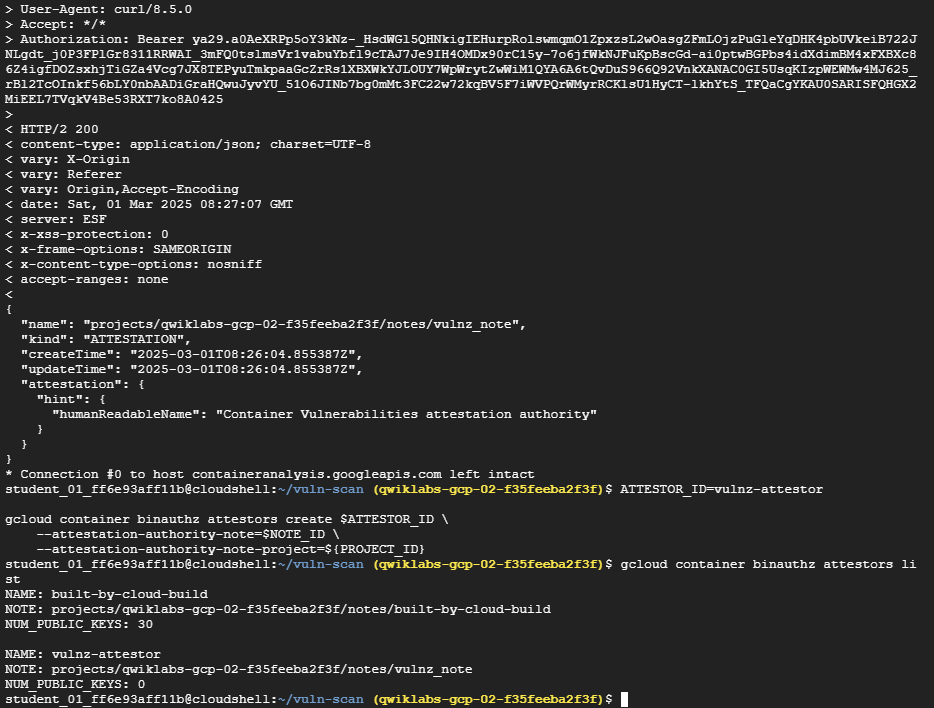 > User-Agent: curl/8.5.0
> Accept: */*
> Authorization: Bearer
>
< HTTP/2 200
< content-type: application/json; charset=UTF-8
< vary: X-Origin
< vary: Referer
< vary: Origin,Accept-Encoding
< date: Sat, 01 Mar 2025 08:27:07 GMT
< server: ESF
< x-xss-protection: 0
< x-frame-options: SAMEORIGIN
< x-content-type-options: nosniff
< accept-ranges: none
<
{
  "name": "projects/qwiklabs-gcp-02-f35feeba2f3f/notes/vulnz_note",
  "kind": "ATTESTATION",
  "createTime": "2025-03-01T08:26:04.855387Z",
  "updateTime": "2025-03-01T08:26:04.855387Z",
  "attestation": {
    "hint": {
      "humanReadableName": "Container Vulnerabilities attestation authority"
    }
  }
}
* Connection #0 to host containeranalysis.googleapis.com left intact
student_01_ff6e93aff11b@cloudshell:~/vuln-scan (qwiklabs-gcp-02-f35feeba2f3f)$ ATTESTOR_ID=vulnz-attestor
gcloud container binauthz attestors create $ATTESTOR_ID \
    --attestation-authority-note=$NOTE_ID \
    --attestation-authority-note-project=${PROJECT_ID}
student_01_ff6e93aff11b@cloudshell:~/vuln-scan (qwiklabs-gcp-02-f35feeba2f3f)$ gcloud container binauthz attestors li
st
NAME: built-by-cloud-build
NOTE: projects/qwiklabs-gcp-02-f35feeba2f3f/notes/built-by-cloud-build
NUM_PUBLIC_KEYS: 30
NAME: vulnz-attestor
NOTE: projects/qwiklabs-gcp-02-f35feeba2f3f/notes/vulnz_note
NUM_PUBLIC_KEYS: 0
student_01_ff6e93aff11b@cloudshell:~/vuln-scan (qwiklabs-gcp-02-f35feeba2f3f)$